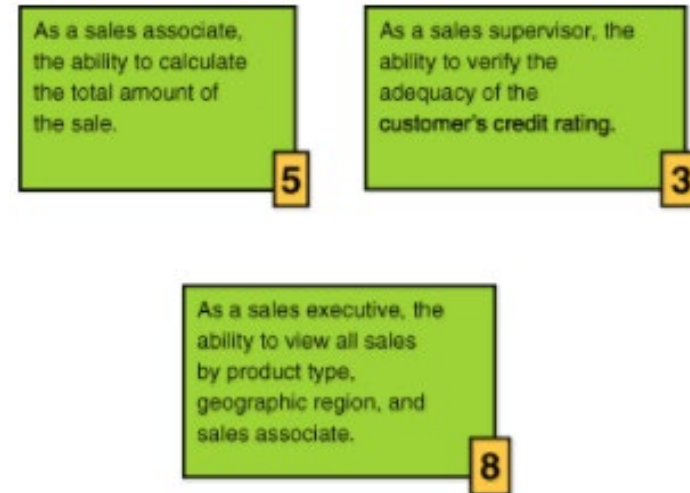 As a sales associate,
the ability to calculate
the total amount of
the sale.
5
As a sales supervisor, the
ability to verify the
adequacy of the
customer's credit rating.
3
As a sales executive, the
ability to view all sales
by product type,
geographic region, and
sales associate.
8